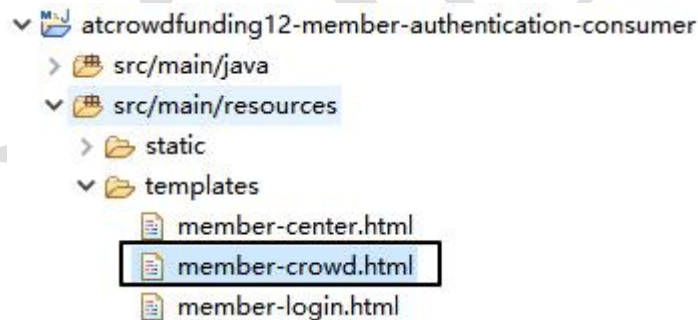 atcrowdfunding12-member-authentication-consumer
src/main/java
src/main/resources
static
templates
member-center.html
member-crowd.html
member-login.html